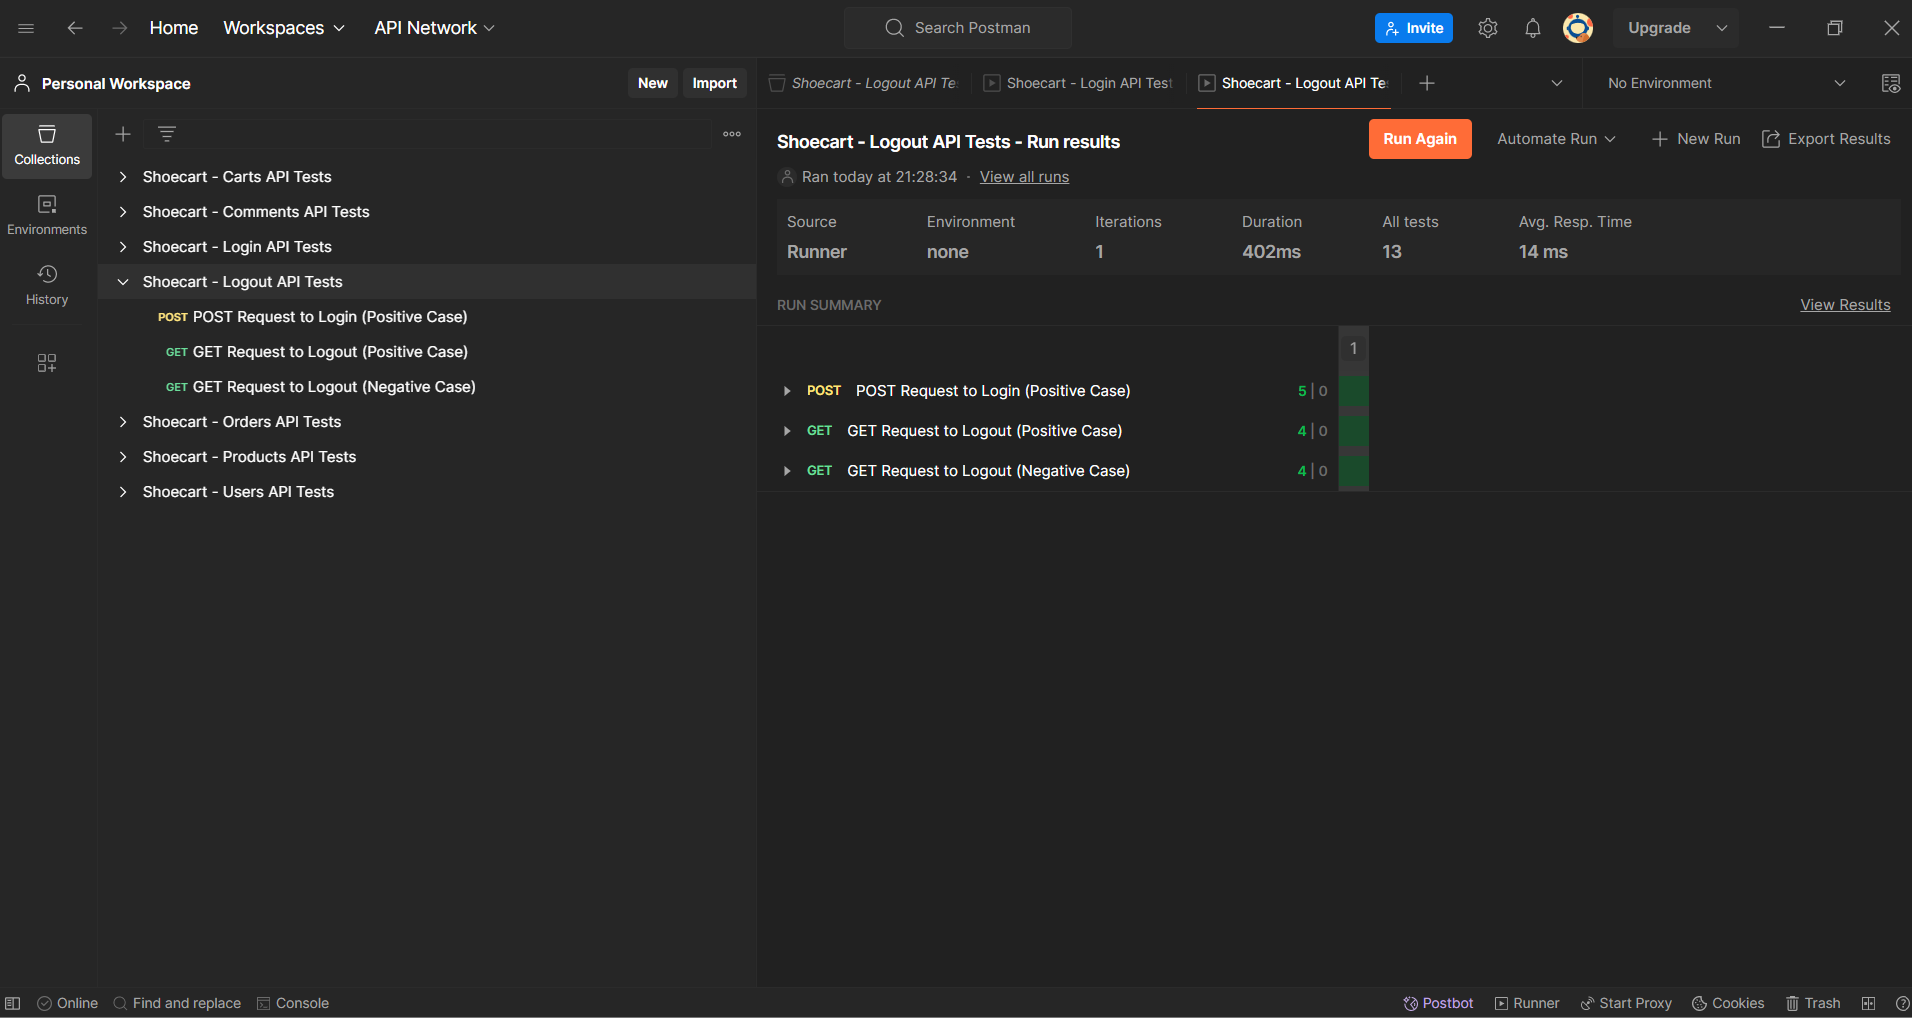 Home Workspaces API Network Search Postman Invite Upgrade
Personal Workspace New Import
Shoecart - Logout API Te Shoecart - Login API Test Shoecart - Logout API Te No Environment
Collections
Environments
History
Shoecart - Carts API Tests
Shoecart - Comments API Tests
Shoecart - Login API Tests
Shoecart - Logout API Tests
POST POST Request to Login (Positive Case)
GET GET Request to Logout (Positive Case)
GET GET Request to Logout (Negative Case)
Shoecart - Orders API Tests
Shoecart - Products API Tests
Shoecart - Users API Tests
Shoecart - Logout API Tests - Run results Run Again Automate Run New Run Export Results
Ran today at 21:28:34 · View all runs
Source Environment Iterations Duration All tests Avg. Resp. Time
Runner none 1 402ms 13 14 ms
RUN SUMMARY View Results
1
POST POST Request to Login (Positive Case) 5 | 0
GET GET Request to Logout (Positive Case) 4 | 0
GET GET Request to Logout (Negative Case) 4 | 0
Online Find and replace Console Postbot Runner Start Proxy Cookies Trash